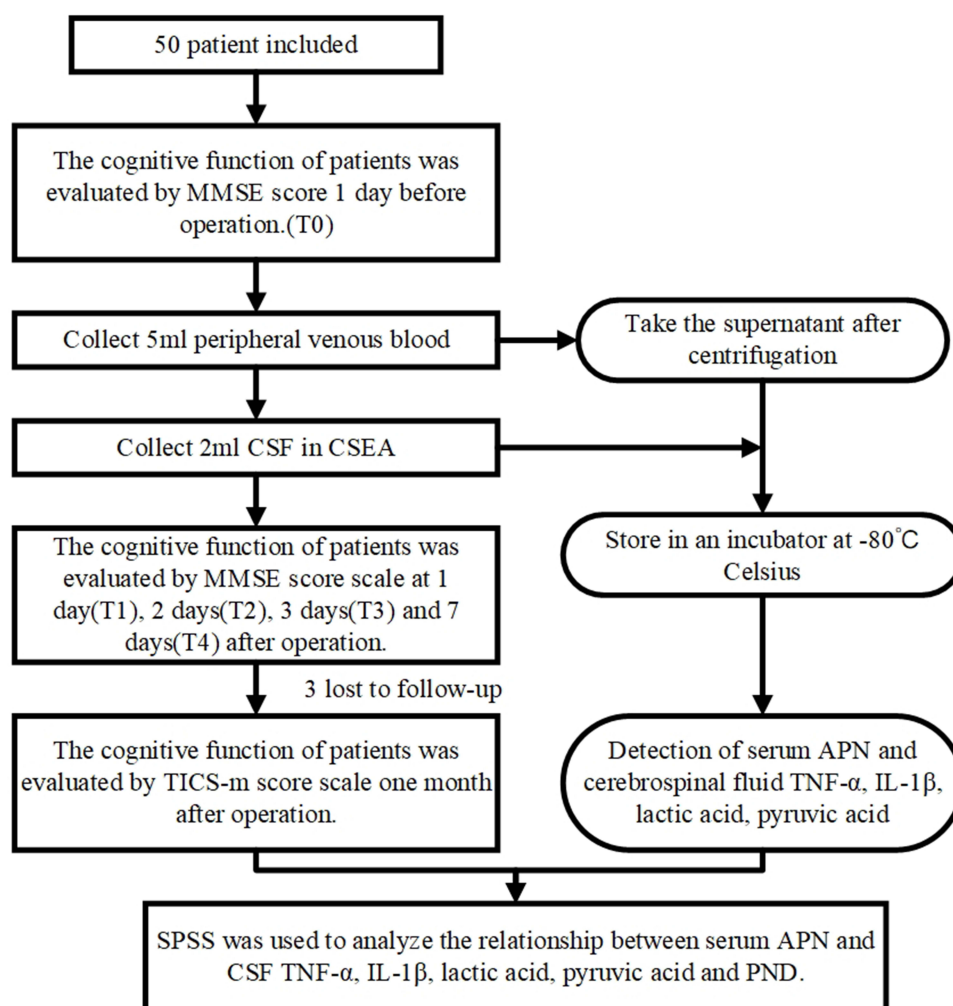 50 patient included
The cognitive function of patients was
evaluated by MMSE score 1 day before
operation.(T0)
Collect 5ml peripheral venous blood
Take the supernatant after
centrifugation
Collect 2ml CSF in CSEA
The cognitive function of patients was
evaluated by MMSE score scale at 1
day(T1), 2 days(T2), 3 days(T3) and 7
days(T4) after operation.
Store in an incubator at -80℃
Celsius
3 lost to follow-up
The cognitive function of patients was
evaluated by TICS-m score scale one month
after operation.
Detection of serum APN and
cerebrospinal fluid TNF-α, IL-1β,
lactic acid, pyruvic acid
SPSS was used to analyze the relationship between serum APN and
CSF TNF-α, IL-1β, lactic acid, pyruvic acid and PND.